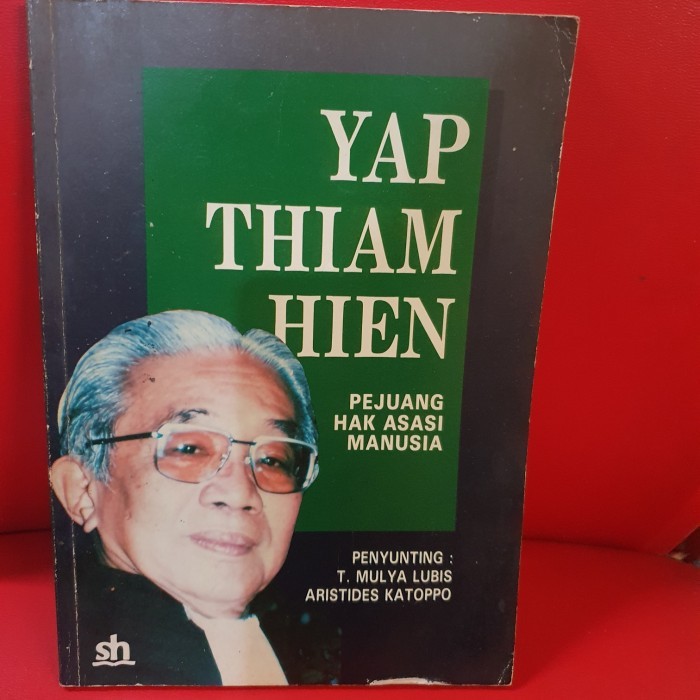 YAP
THIAM
HIEN
PEJUANG
HAK ASASI
MANUSIA
PENYUNTING :
T. MULYA LUBIS
ARISTIDES KATOPPO
sh